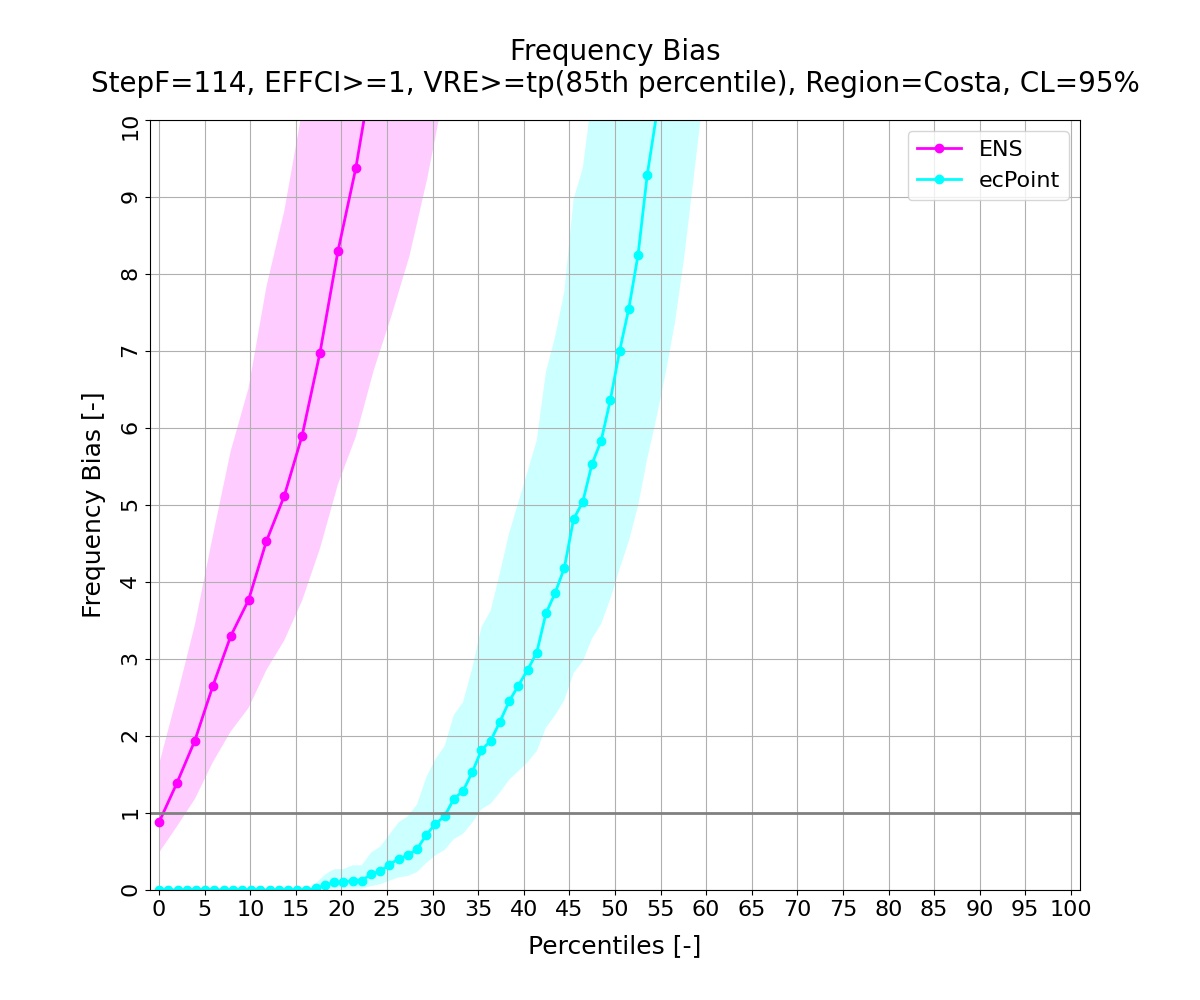 Frequency Bias
StepF=114, EFFCI>=1, VRE>=tp(85th percentile), Region=Costa, CL=95%
10
9
8
7
6
5
4
3
2
1
0
Frequency Bias [-]
ENS
ecPoint
0 5 10 15 20 25 30 35 40 45 50 55 60 65 70 75 80 85 90 95 100
Percentiles [-]